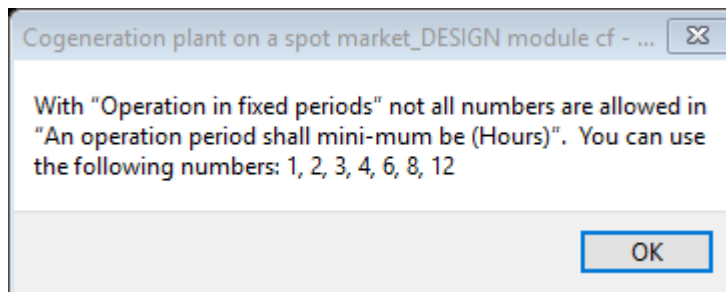 Cogeneration plant on a spot market_DESIGN module cf - ...
With “Operation in fixed periods” not all numbers are allowed in
“An operation period shall mini-mum be (Hours)”.  You can use
the following numbers: 1, 2, 3, 4, 6, 8, 12
OK